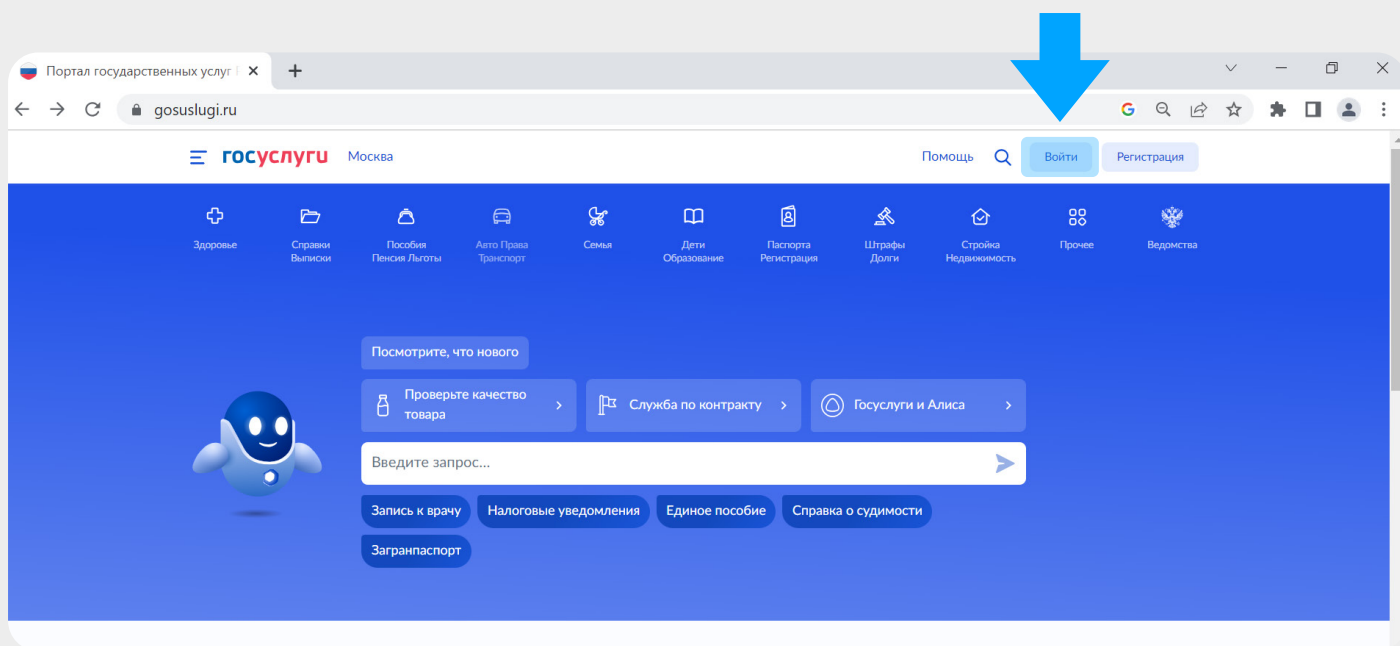 Портал государственных услуг
gosuslugi.ru
госуслуги Москва Помощь Войти Регистрация
Здоровье
Справки
Выписки
Пособия
Пенсия Льготы
Авто Права
Транспорт
Семья
Дети
Образование
Паспорта
Регистрация
Штрафы
Долги
Стройка
Недвижимость
Прочее
Ведомства
Посмотрите, что нового
Проверьте качество
товара
Служба по контракту
Госуслуги и Алиса
Введите запрос...
Запись к врачу Налоговые уведомления Единое пособие Справка о судимости
Загранпаспорт